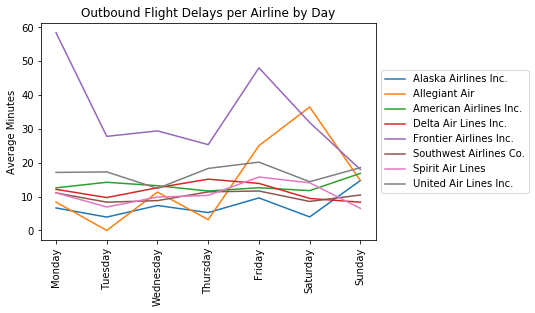 Outbound Flight Delays per Airline by Day
Average Minutes
60
50
40
30
20
10
0
Monday
Tuesday
Wednesday
Thursday
Friday
Saturday
Sunday
Alaska Airlines Inc.
Allegiant Air
American Airlines Inc.
Delta Air Lines Inc.
Frontier Airlines Inc.
Southwest Airlines Co.
Spirit Air Lines
United Air Lines Inc.